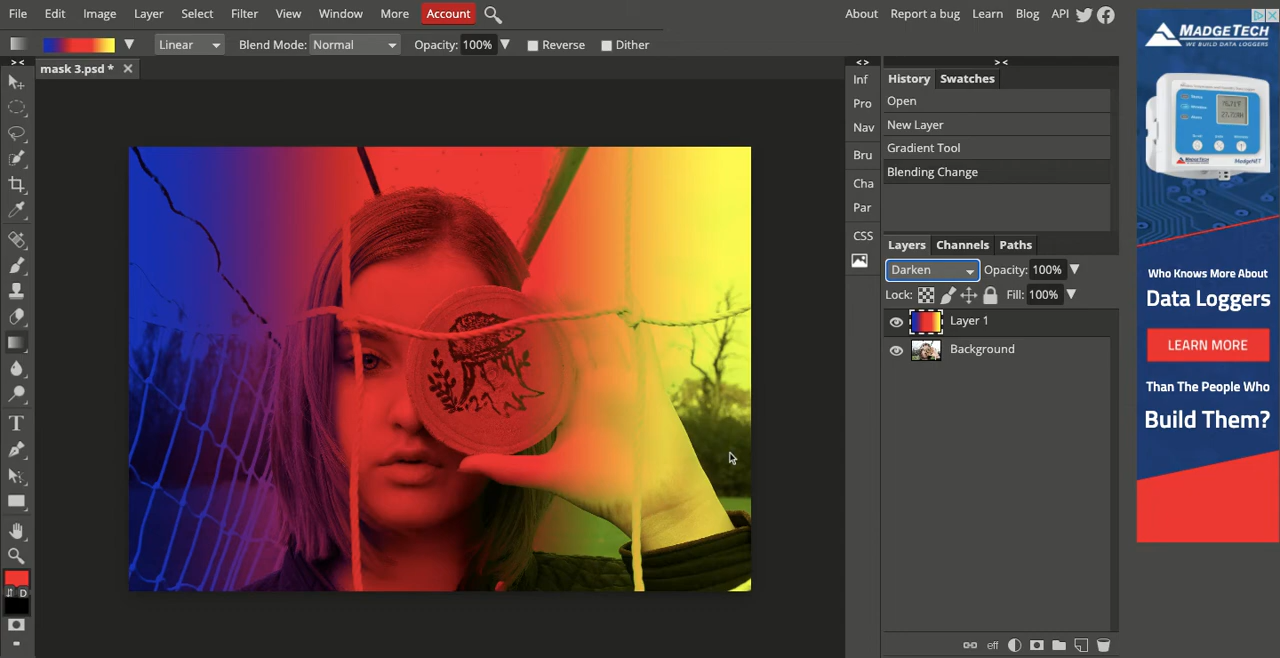 File Edit Image Layer Select Filter View Window More Account About Report a bug Learn Blog API
Linear Blend Mode: Normal Opacity: 100% Reverse Dither
> < mask 3.psd * × < > > <
Inf
Pro
Nav
Bru
Cha
Par
CSS
History Swatches
Open
New Layer
Gradient Tool
Blending Change
Layers Channels Paths
Darken Opacity: 100%
Lock: Fill: 100%
Layer 1
Background
eff
T
D
MADGETECH
WE BUILD DATA LOGGERS
Who Knows More About
Data Loggers
LEARN MORE
Than The People Who
Build Them?